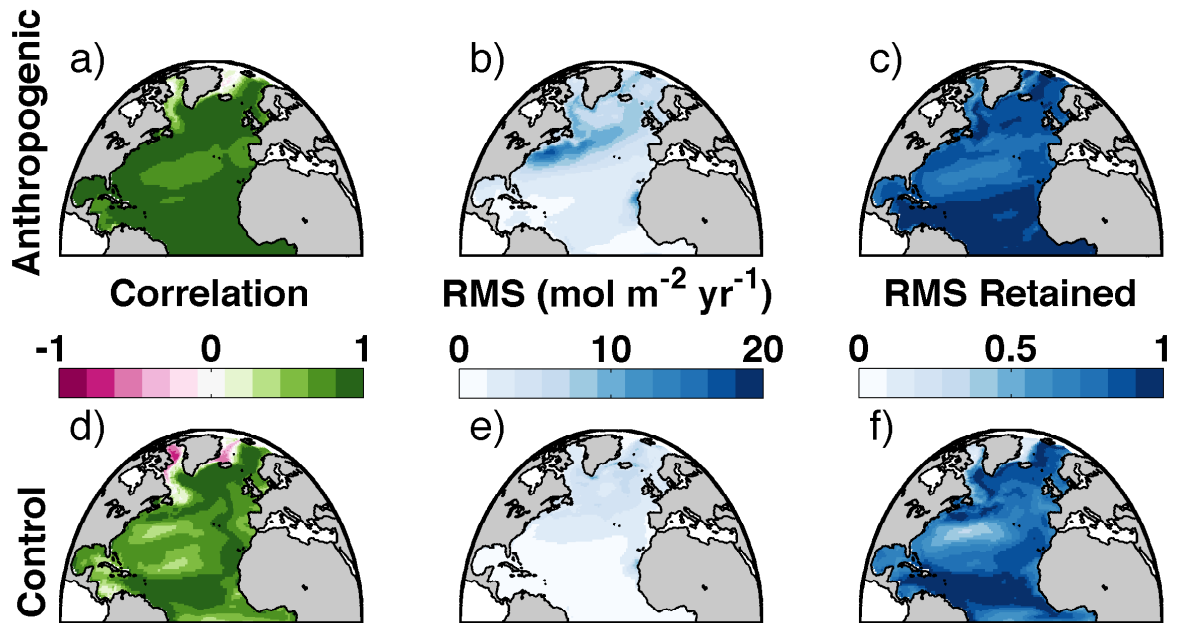 Anthropogenic
a)
b)
c)
Correlation
RMS (mol m-2 yr-1)
RMS Retained
-1 0 1
0 10 20
0 0.5 1
Control
d)
e)
f)